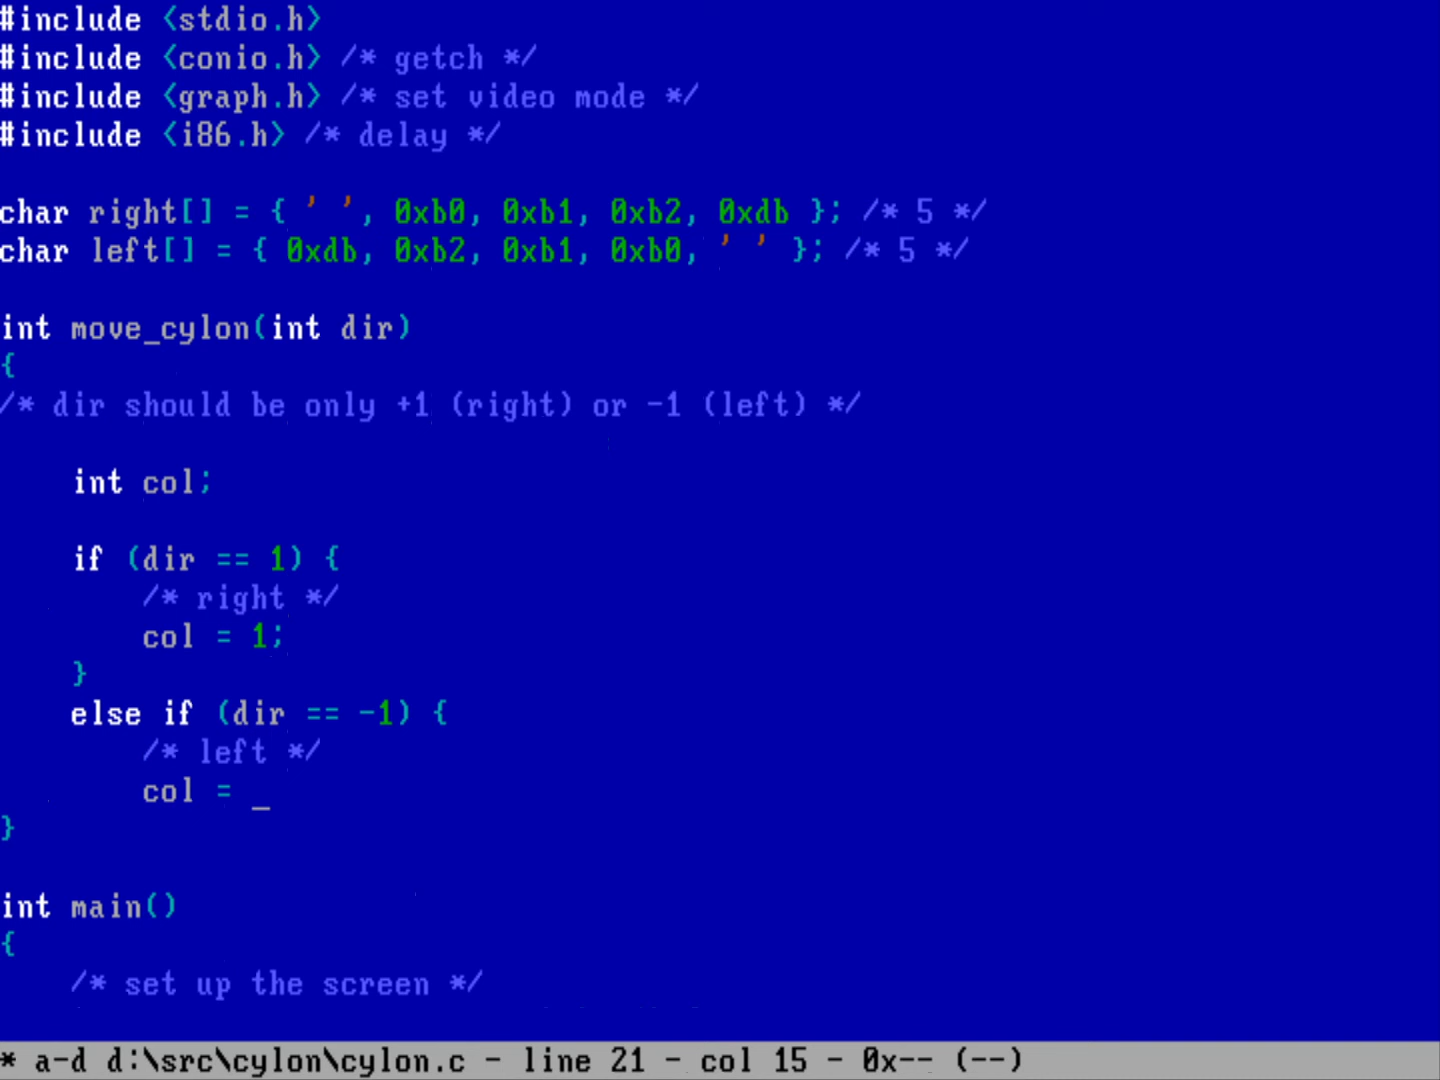 #include <stdio.h>
#include <conio.h> /* getch */
#include <graph.h> /* set video mode */
#include <i86.h> /* delay */

char right[] = { ' ', 0xb0, 0xb1, 0xb2, 0xdb }; /* 5 */
char left[] = { 0xdb, 0xb2, 0xb1, 0xb0, ' ' }; /* 5 */

int move_cylon(int dir)
{
/* dir should be only +1 (right) or -1 (left) */

    int col;

    if (dir == 1) {
        /* right */
        col = 1;
    }
    else if (dir == -1) {
        /* left */
        col = _
}

int main()
{
    /* set up the screen */
* a-d d:\src\cylon\cylon.c - line 21 - col 15 - 0x-- (--)